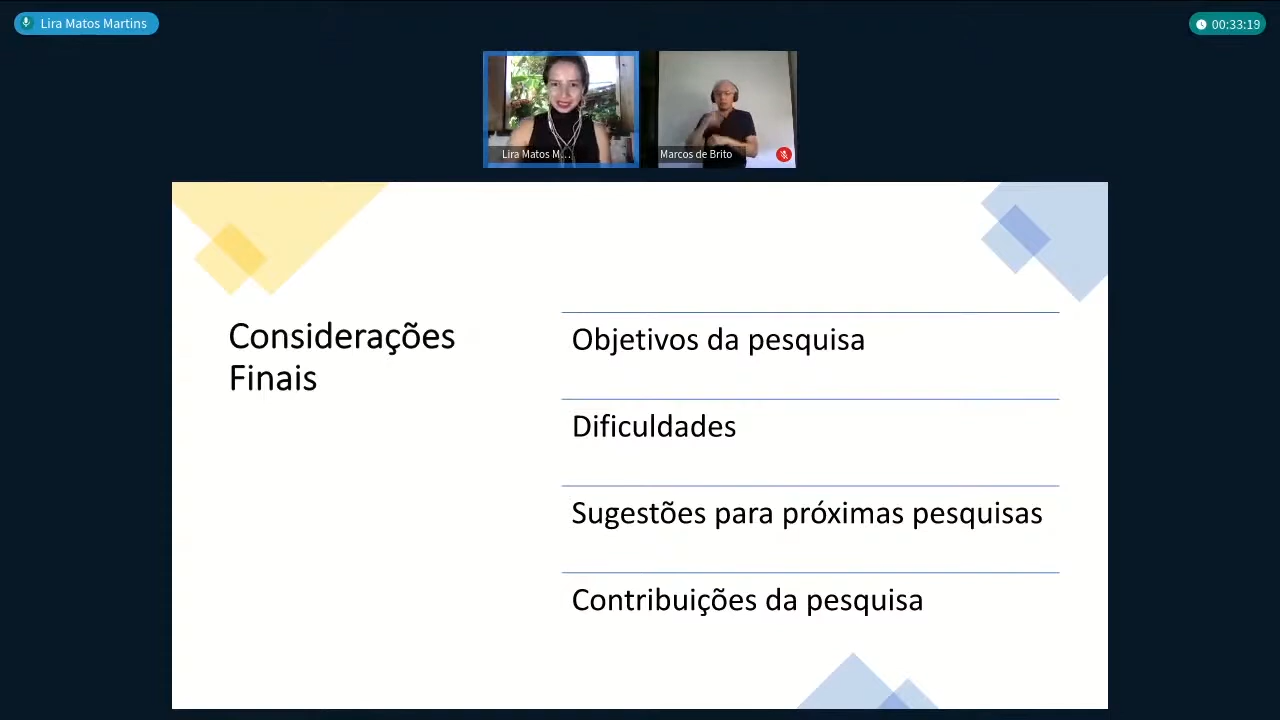 Lira Matos Martins
00:33:19
Lira Matos M...
Marcos de Brito
Considerações
Finais
Objetivos da pesquisa
Dificuldades
Sugestões para próximas pesquisas
Contribuições da pesquisa